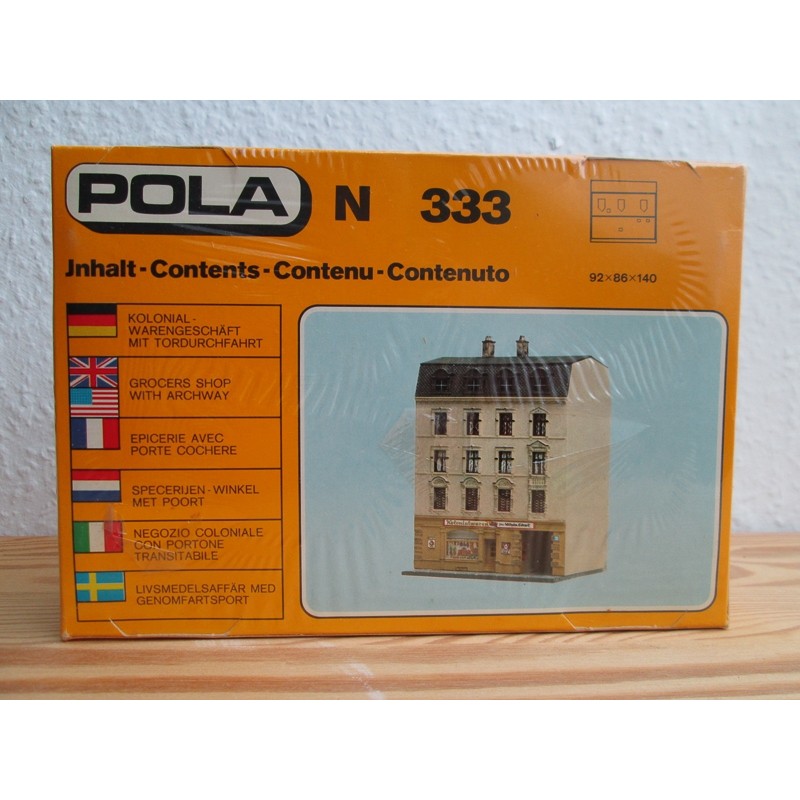 POLA N 333
Jnhalt-Contents-Contenu-Contenuto
92×86×140
KOLONIAL-
WARENGESCHÄFT
MIT TORDURCHFAHRT
GROCERS SHOP
WITH ARCHWAY
EPICERIE AVEC
PORTE COCHERE
SPECERIJEN-WINKEL
MET POORT
NEGOZIO COLONIALE
CON PORTONE
TRANSITABILE
LIVSMEDELSAFFÄR MED
GENOMFARTSPORT